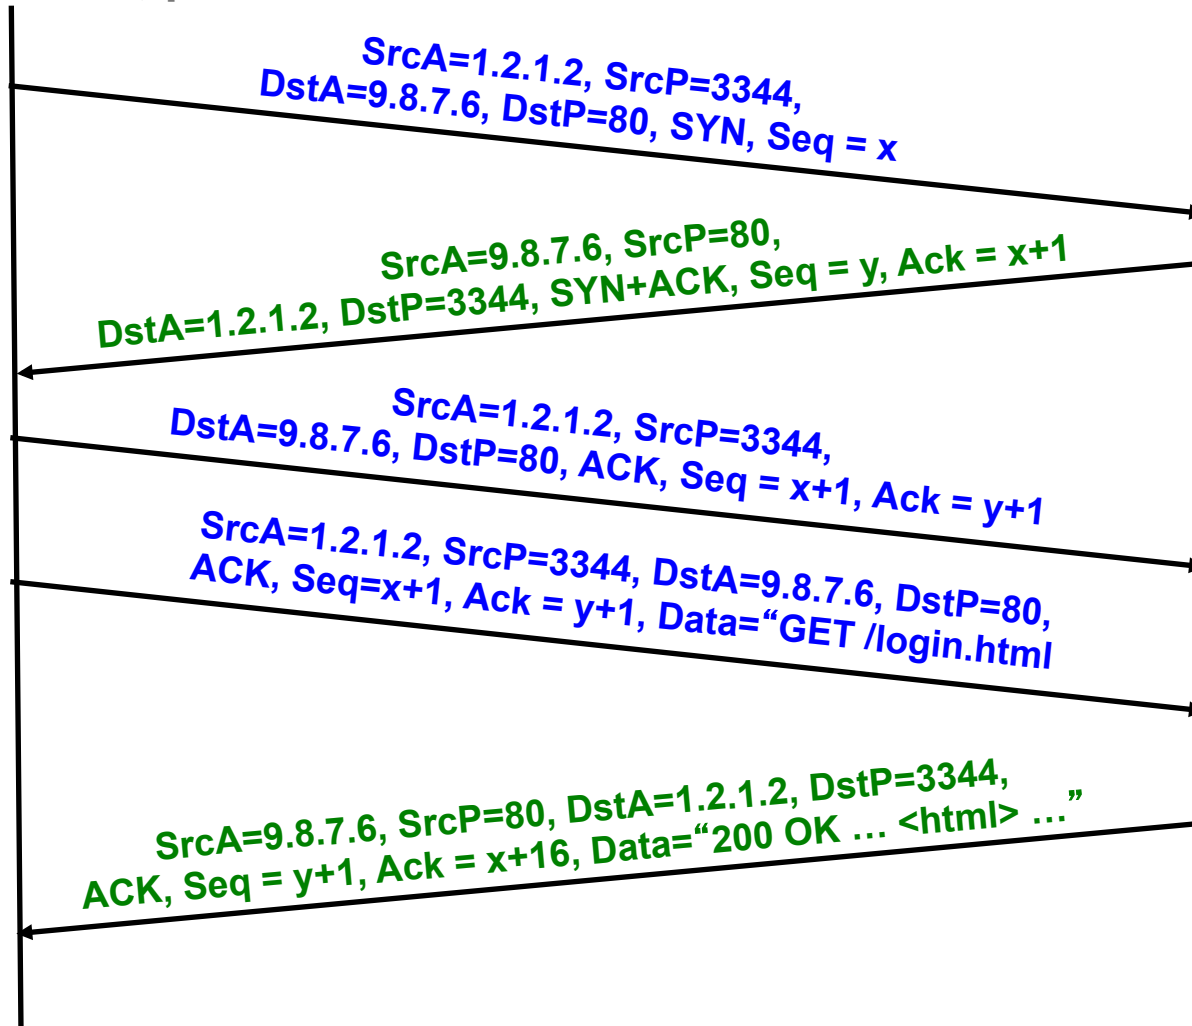 SrcA=1.2.1.2, SrcP=3344,
DstA=9.8.7.6, DstP=80, SYN, Seq = x
SrcA=9.8.7.6, SrcP=80,
DstA=1.2.1.2, DstP=3344, SYN+ACK, Seq = y, Ack = x+1
SrcA=1.2.1.2, SrcP=3344,
DstA=9.8.7.6, DstP=80, ACK, Seq = x+1, Ack = y+1
SrcA=1.2.1.2, SrcP=3344, DstA=9.8.7.6, DstP=80,
ACK, Seq=x+1, Ack = y+1, Data=“GET /login.html
SrcA=9.8.7.6, SrcP=80, DstA=1.2.1.2, DstP=3344,
ACK, Seq = y+1, Ack = x+16, Data=“200 OK … <html> …”